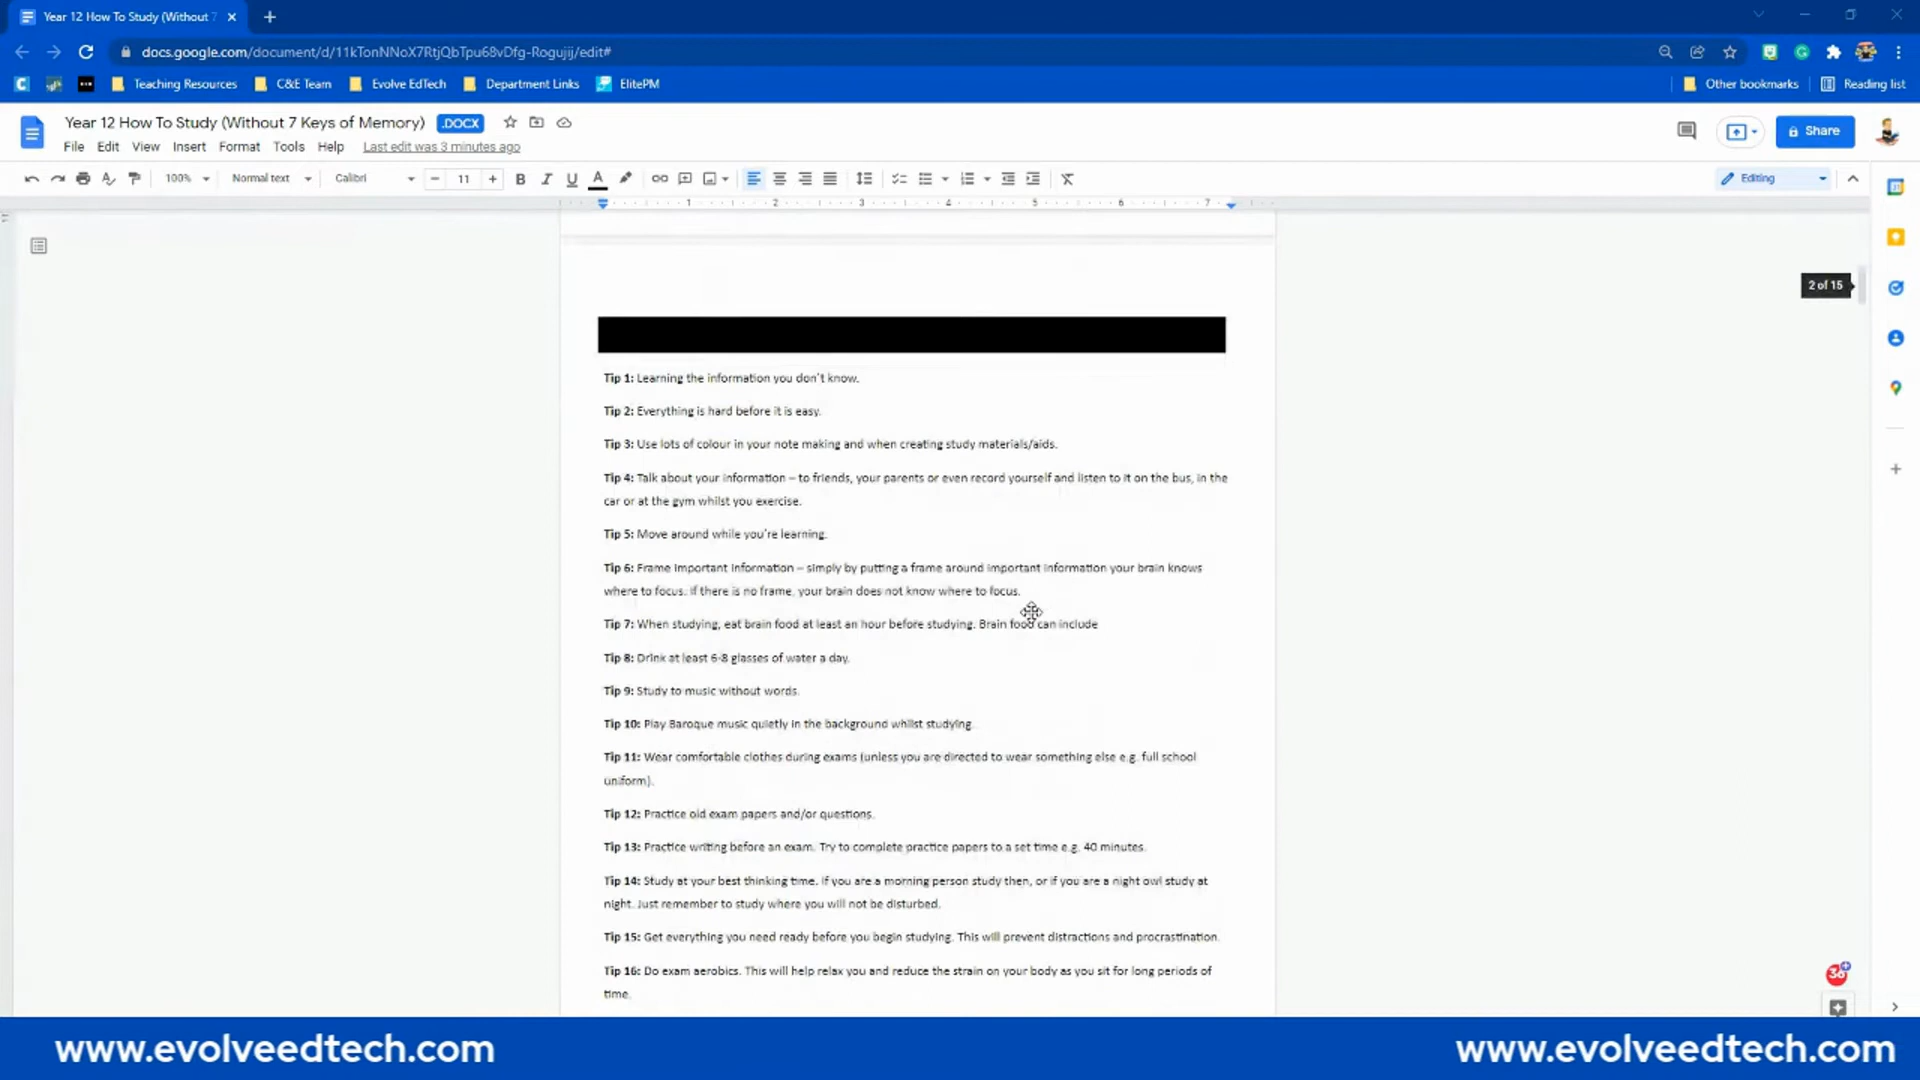 Year 12 How To Study (Without 7
docs.google.com/document/d/11kTonNNoX7RtjQbTpu68vDfg-Rogujij/edit#
Teaching Resources C&E Team Evolve EdTech Department Links ElitePM Other bookmarks Reading list
Year 12 How To Study (Without 7 Keys of Memory) .DOCX
Share
File Edit View Insert Format Tools Help Last edit was 3 minutes ago
100% Normal text Calibri 11 Editing
1 2 3 4 5 6 7
2 of 15
Tip 1: Learning the information you don't know.
Tip 2: Everything is hard before it is easy.
Tip 3: Use lots of colour in your note making and when creating study materials/aids.
Tip 4: Talk about your information – to friends, your parents or even record yourself and listen to it on the bus, in the
car or at the gym whilst you exercise.
Tip 5: Move around while you're learning.
Tip 6: Frame Important Information – simply by putting a frame around important information your brain knows
where to focus. If there is no frame, your brain does not know where to focus.
Tip 7: When studying, eat brain food at least an hour before studying. Brain food can include
Tip 8: Drink at least 6-8 glasses of water a day.
Tip 9: Study to music without words.
Tip 10: Play Baroque music quietly in the background whilst studying.
Tip 11: Wear comfortable clothes during exams (unless you are directed to wear something else e.g. full school
uniform).
Tip 12: Practice old exam papers and/or questions.
Tip 13: Practice writing before an exam. Try to complete practice papers to a set time e.g. 40 minutes.
Tip 14: Study at your best thinking time. If you are a morning person study then, or if you are a night owl study at
night. Just remember to study where you will not be disturbed.
Tip 15: Get everything you need ready before you begin studying. This will prevent distractions and procrastination.
Tip 16: Do exam aerobics. This will help relax you and reduce the strain on your body as you sit for long periods of
time.
www.evolveedtech.com www.evolveedtech.com